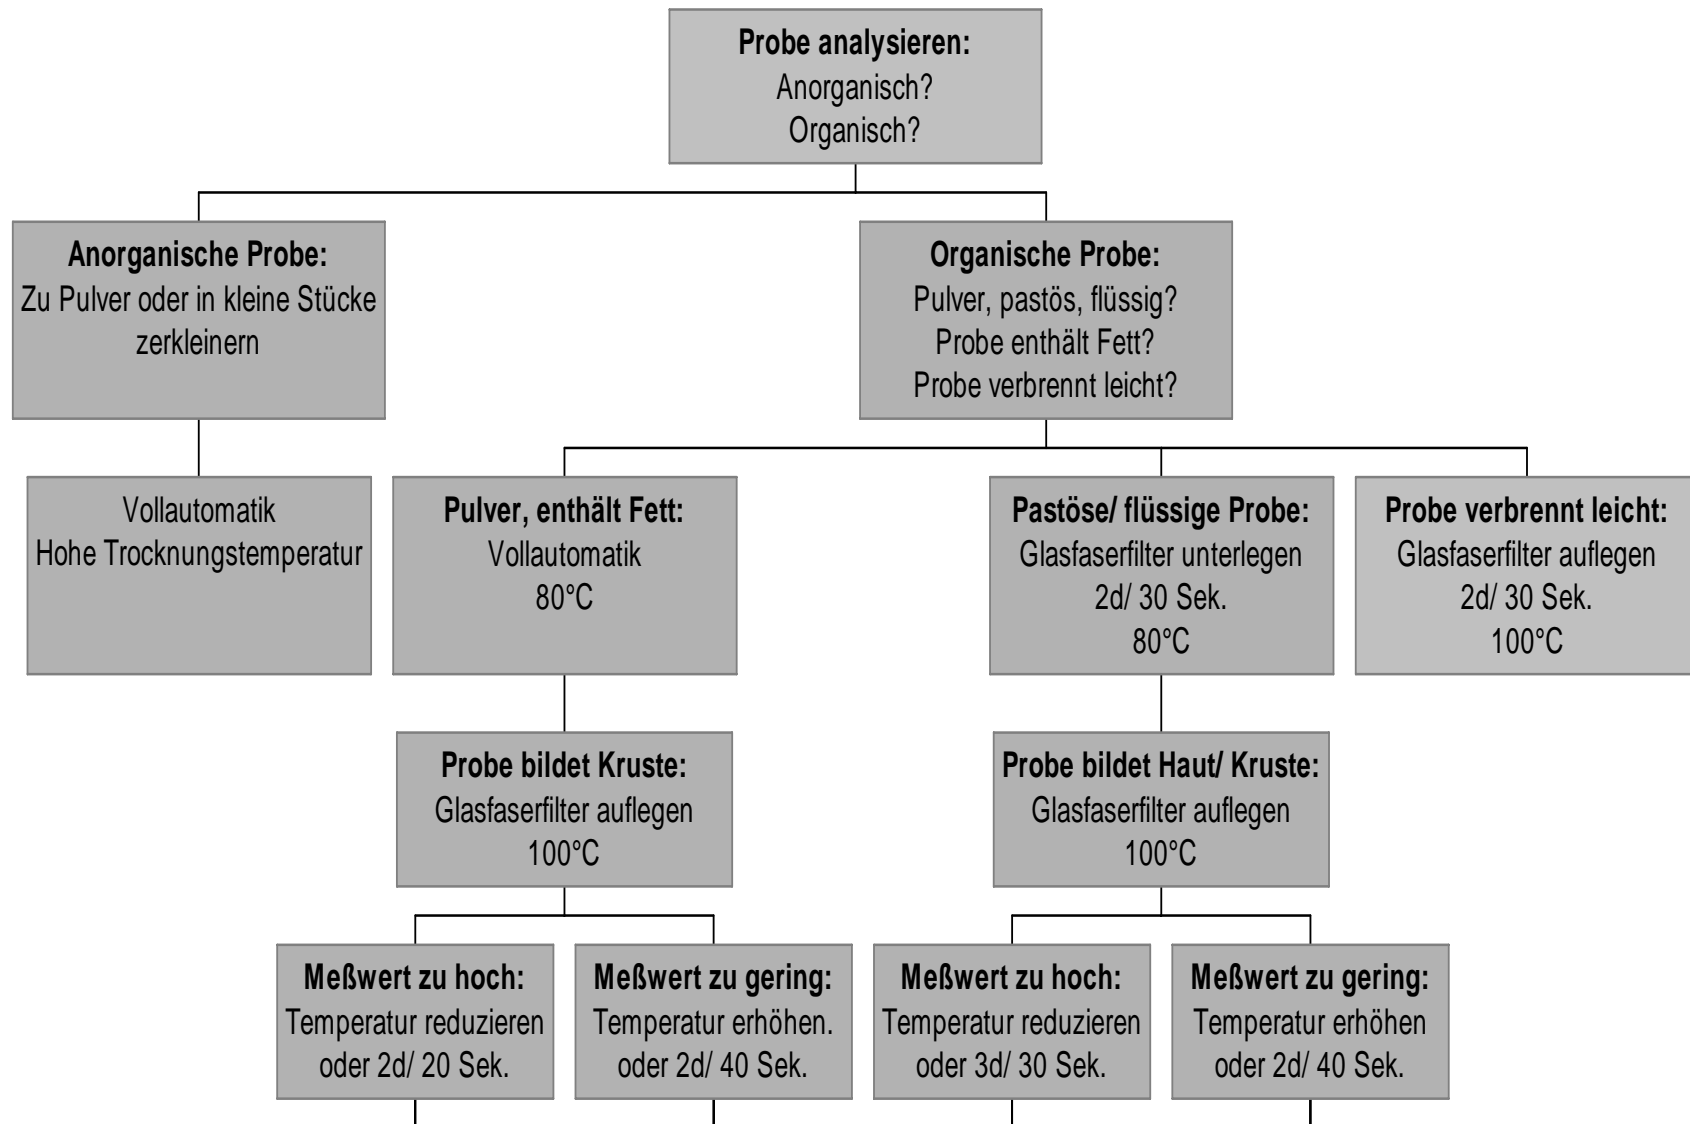 Probe analysieren:
Anorganisch?
Organisch?
Anorganische Probe:
Zu Pulver oder in kleine Stücke
zerkleinern
Organische Probe:
Pulver, pastös, flüssig?
Probe enthält Fett?
Probe verbrennt leicht?
Vollautomatik
Hohe Trocknungstemperatur
Pulver, enthält Fett:
Vollautomatik
80°C
Pastöse/ flüssige Probe:
Glasfaserfilter unterlegen
2d/ 30 Sek.
80°C
Probe verbrennt leicht:
Glasfaserfilter auflegen
2d/ 30 Sek.
100°C
Probe bildet Kruste:
Glasfaserfilter auflegen
100°C
Probe bildet Haut/ Kruste:
Glasfaserfilter auflegen
100°C
Meßwert zu hoch:
Temperatur reduzieren
oder 2d/ 20 Sek.
Meßwert zu gering:
Temperatur erhöhen.
oder 2d/ 40 Sek.
Meßwert zu hoch:
Temperatur reduzieren
oder 3d/ 30 Sek.
Meßwert zu gering:
Temperatur erhöhen
oder 2d/ 40 Sek.